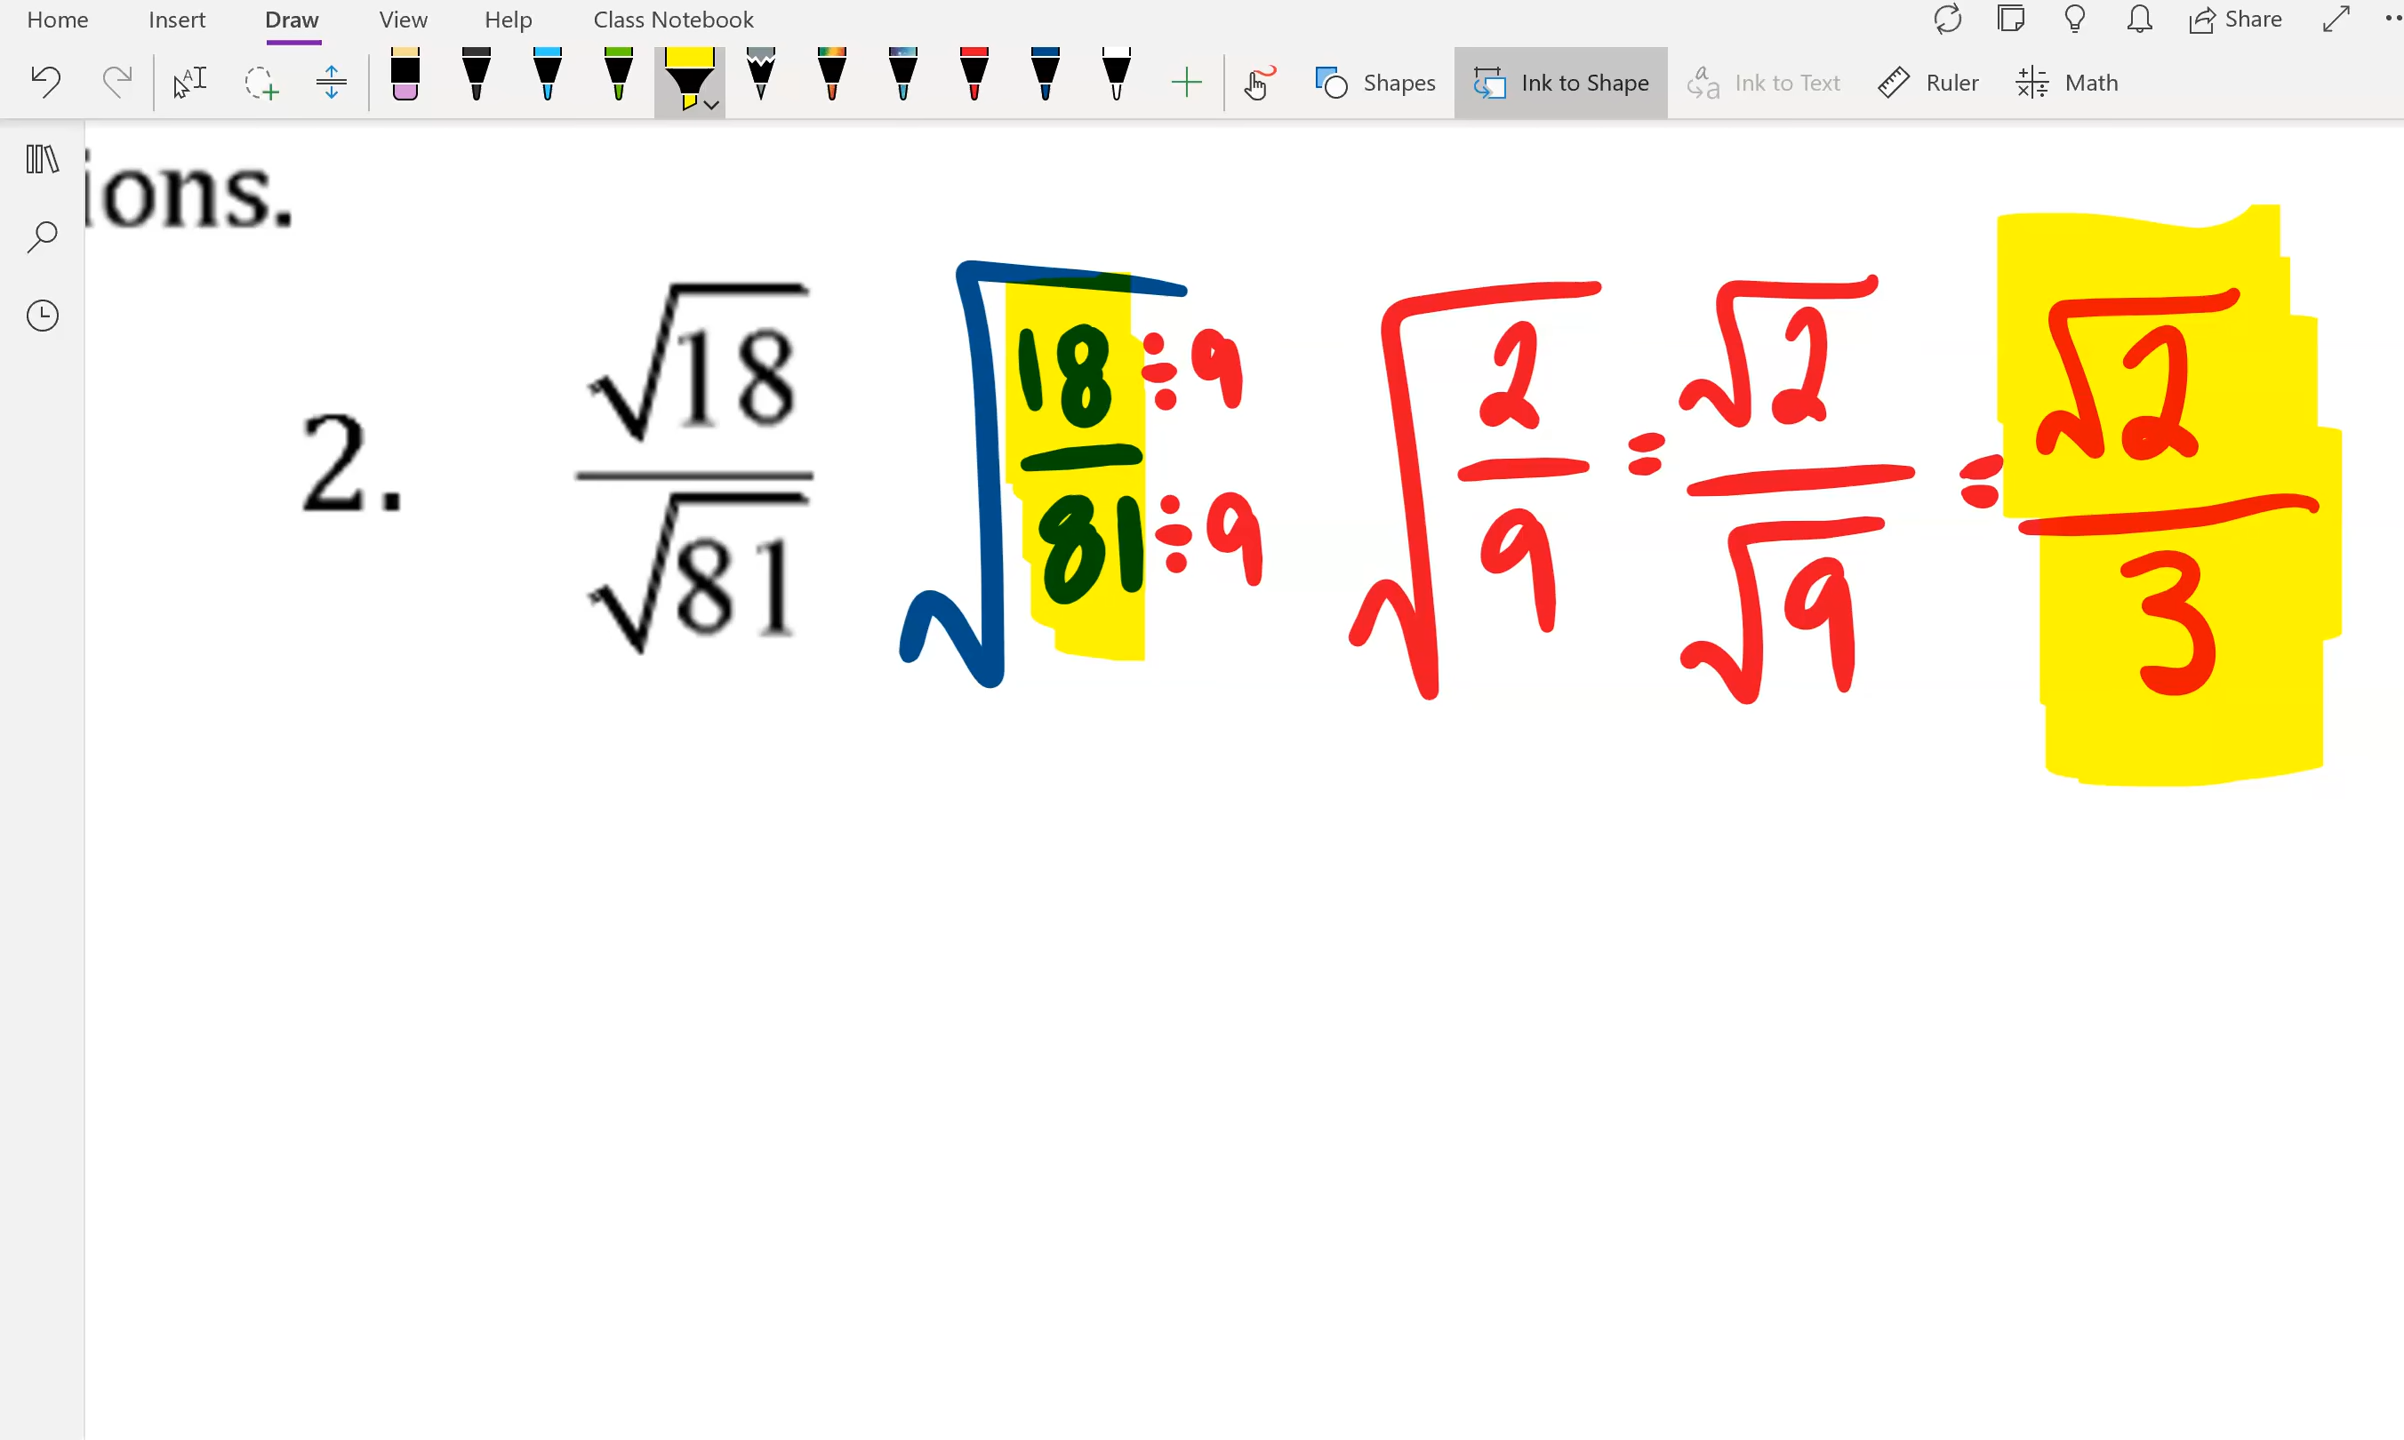 Home Insert Draw View Help Class Notebook Share
Shapes Ink to Shape Ink to Text Ruler Math
ions.
2. √18/√81 √(18÷9/81÷9) √(2/9) = √2/√9 = √2/3